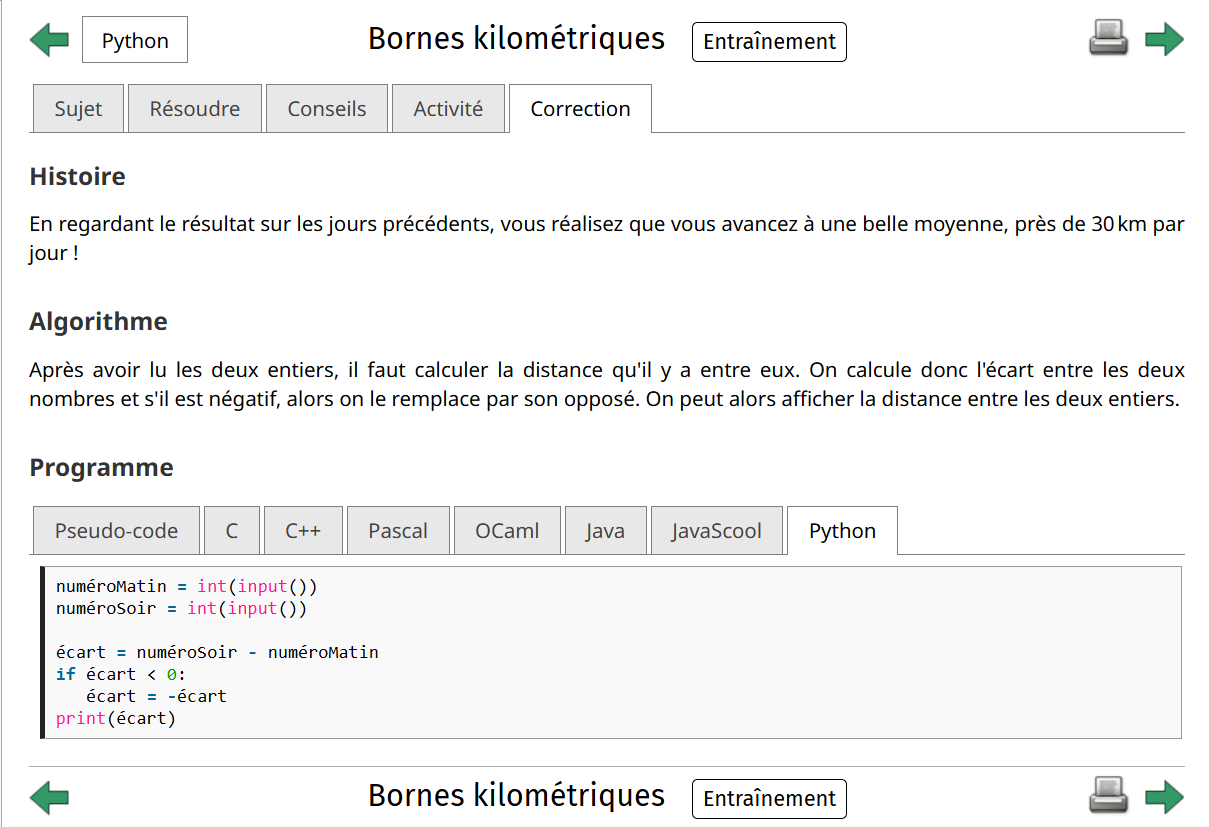 Python
Bornes kilométriques
Entraînement
Sujet
Résoudre
Conseils
Activité
Correction
Histoire
En regardant le résultat sur les jours précédents, vous réalisez que vous avancez à une belle moyenne, près de 30 km par
jour !
Algorithme
Après avoir lu les deux entiers, il faut calculer la distance qu'il y a entre eux. On calcule donc l'écart entre les deux
nombres et s'il est négatif, alors on le remplace par son opposé. On peut alors afficher la distance entre les deux entiers.
Programme
Pseudo-code
C
C++
Pascal
OCaml
Java
JavaScool
Python
numéroMatin = int(input())
numéroSoir = int(input())

écart = numéroSoir - numéroMatin
if écart < 0:
   écart = -écart
print(écart)
Bornes kilométriques
Entraînement